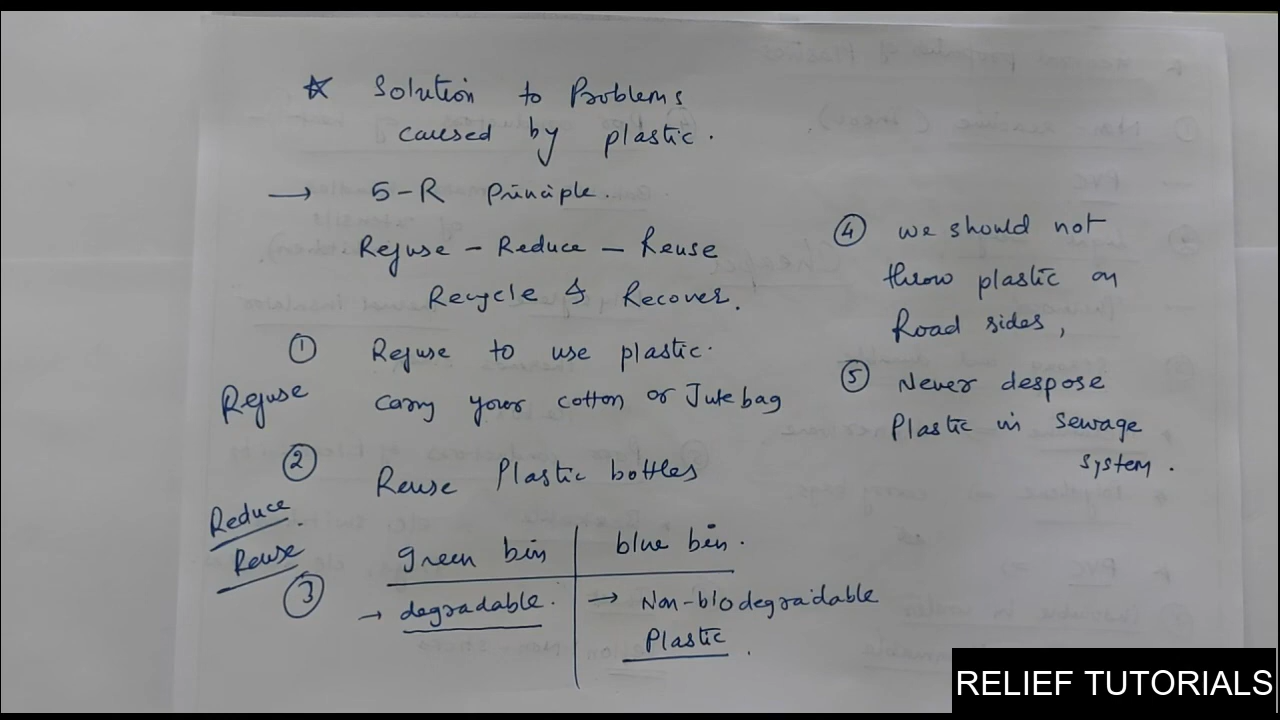 ☆ Solution to Problems
caused by plastic.
→ 5-R Principle.
Refuse - Reduce - Reuse
Recycle & Recover.
① Refuse to use plastic.
Refuse carry your cotton or Jute bag
② Reuse Plastic bottles
Reduce.
Reuse
③ green bin | blue bin.
→ degradable. | → Non-biodegradable
Plastic.
④ we should not
throw plastic on
Road sides,
⑤ Never despose
Plastic in sewage
system.
RELIEF TUTORIALS